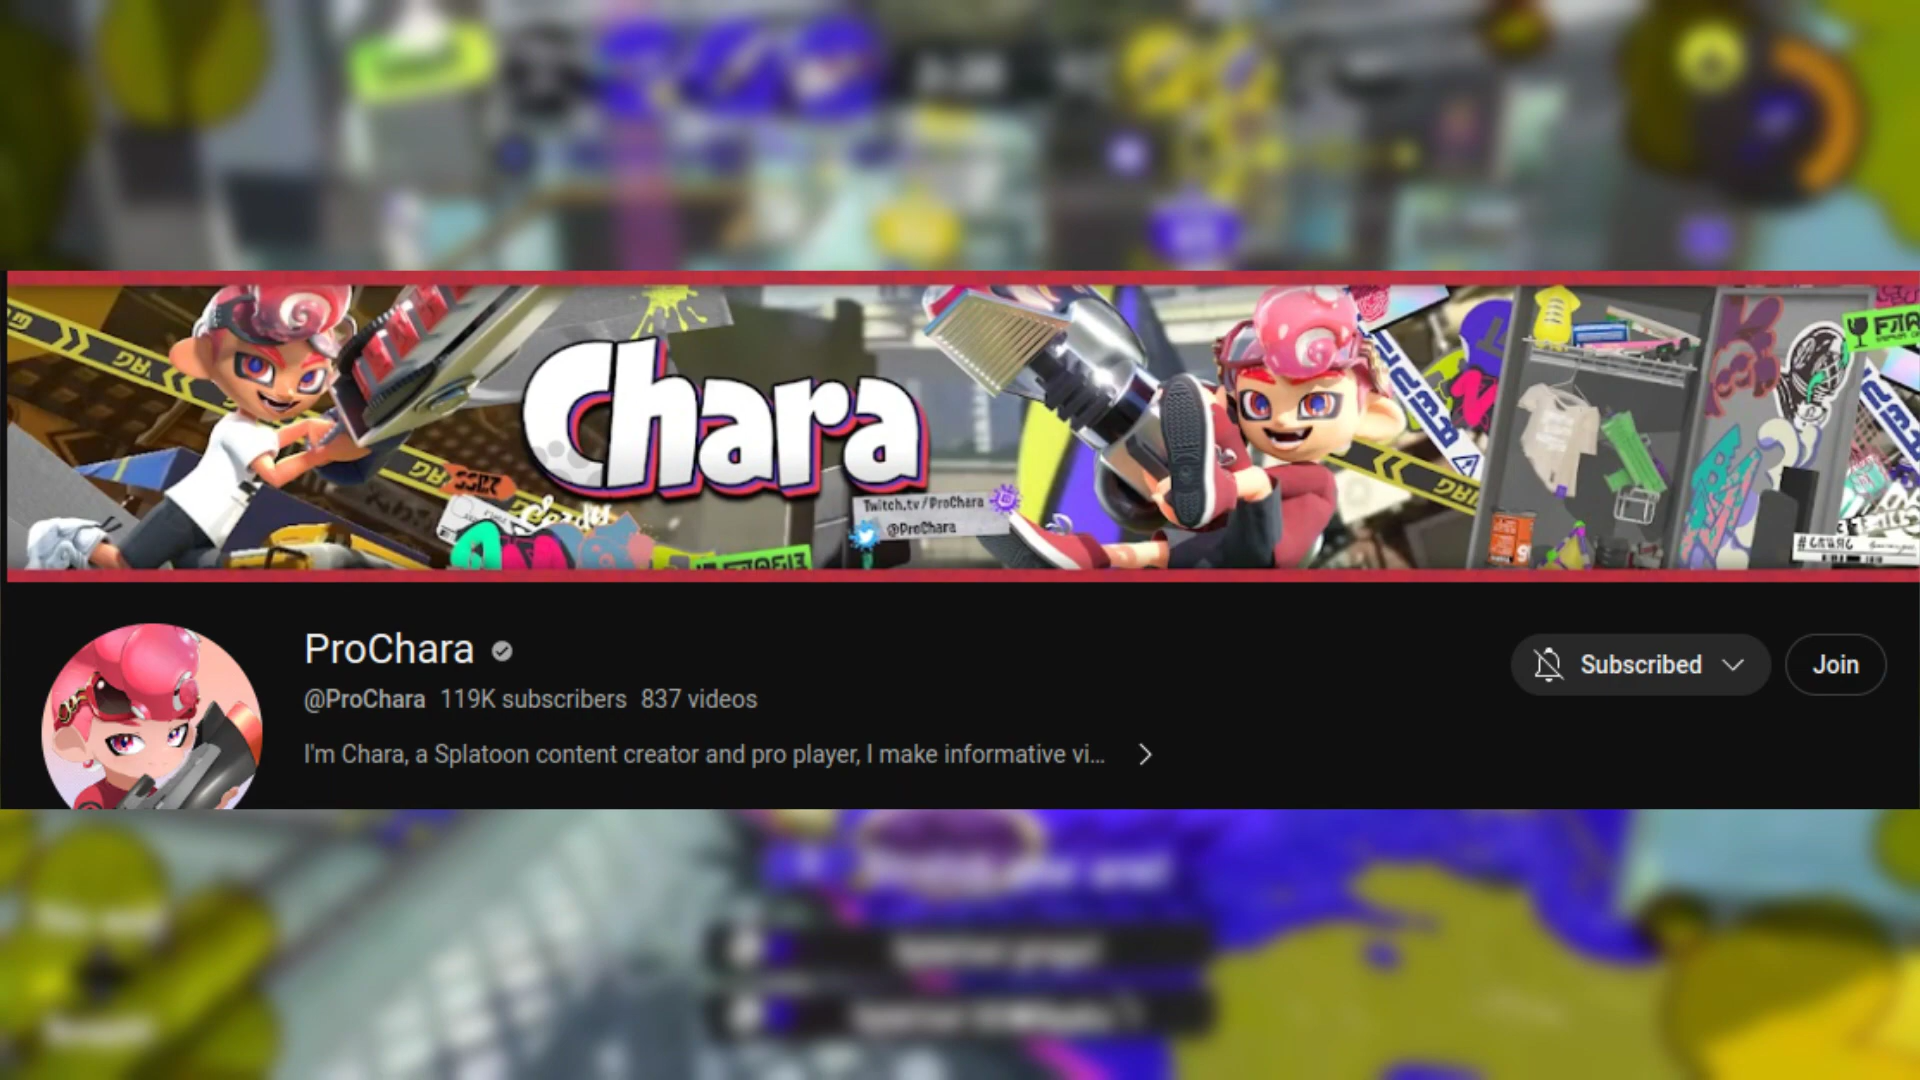 Chara
Twitch.tv/ProChara
@ProChara
ProChara
@ProChara 119K subscribers 837 videos
I'm Chara, a Splatoon content creator and pro player, I make informative vi...
Subscribed
Join